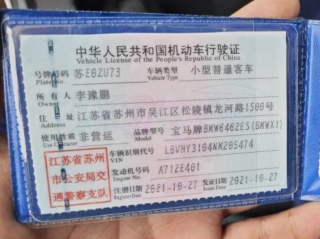 中华人民共和国机动车行驶证
Vehicle License of the People's Republic of China
号牌号码 苏E0ZU73 车辆类型 小型普通客车
Plate No. Vehicle Type
所有人 李豫鹏
Owner
住址 江苏省苏州市吴江区松陵镇龙河路1500号
Address
使用性质 非营运 品牌型号 宝马牌BMW6462ES(BMWX1)
Use Character Model
江苏省苏州
市公安局交
通警察支队
车辆识别代号 LBVHY3104NM205474
VIN
发动机号码 A712E401
Engine No.
注册日期 2021-10-27 发证日期 2021-10-27
Register Date Issue Date